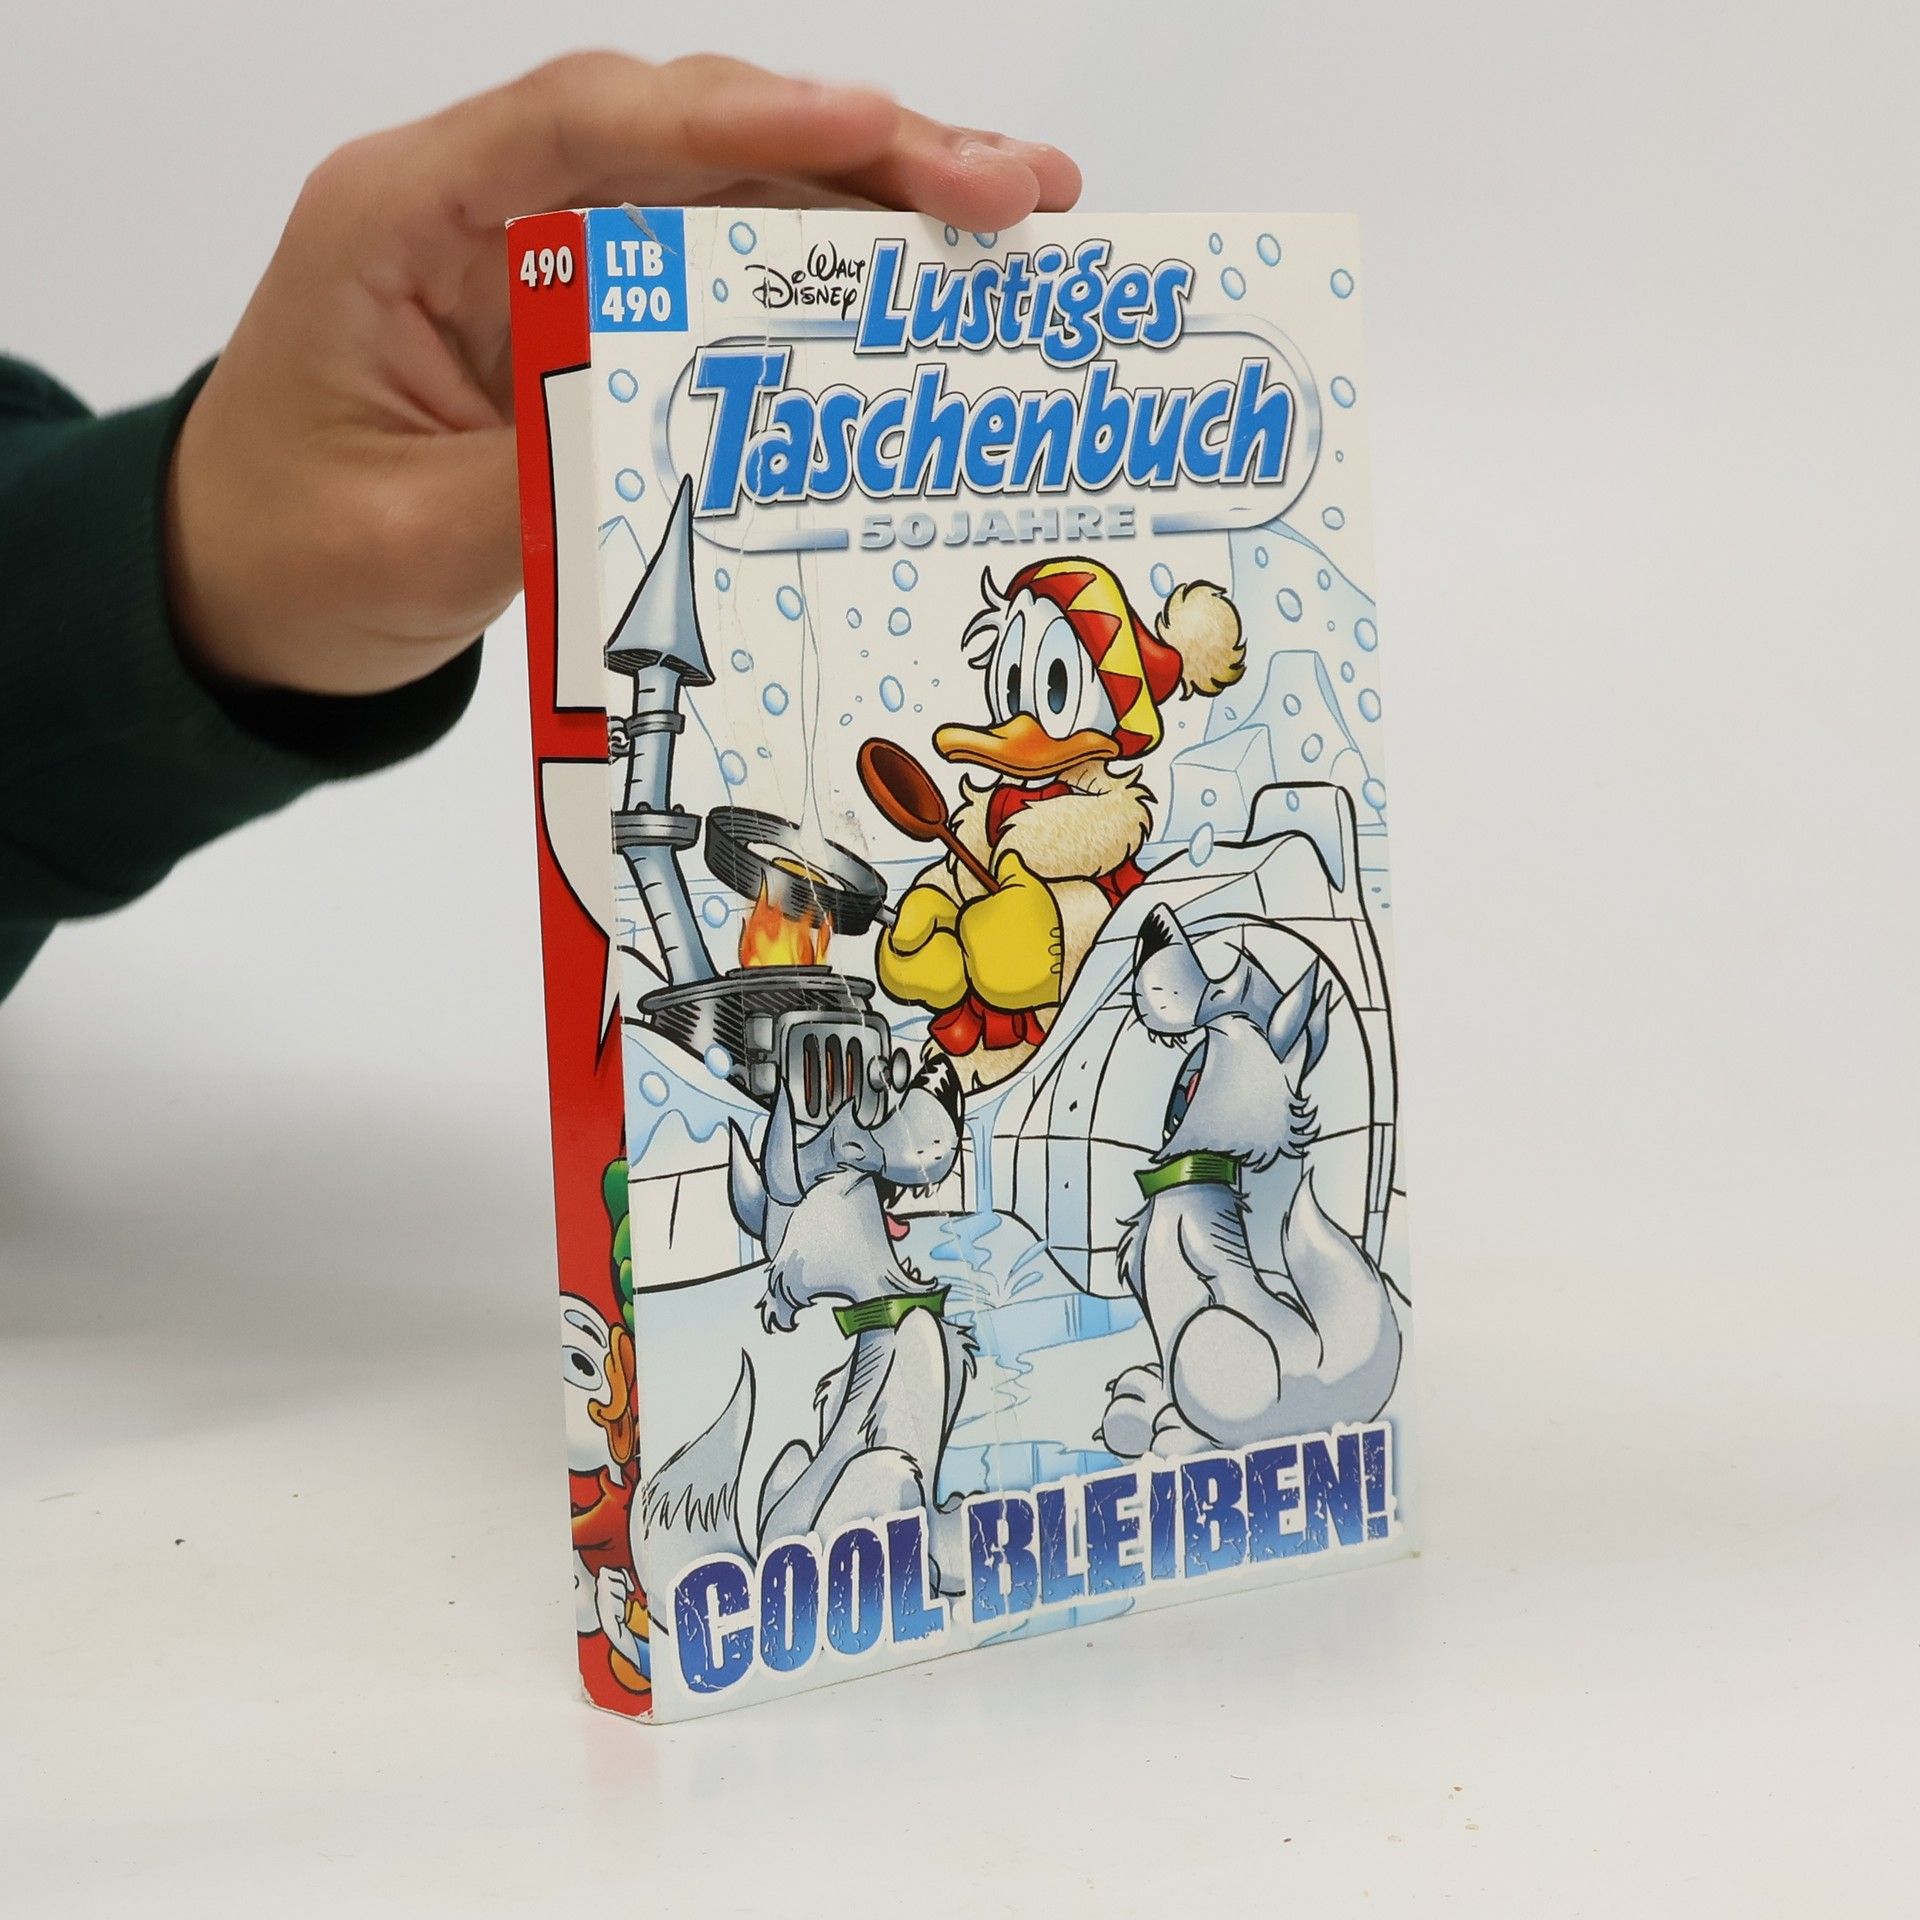 490
LTB
490
WALT
DISNEY
Lustiges
Taschenbuch
50 JAHRE
COOL BLEIBEN!